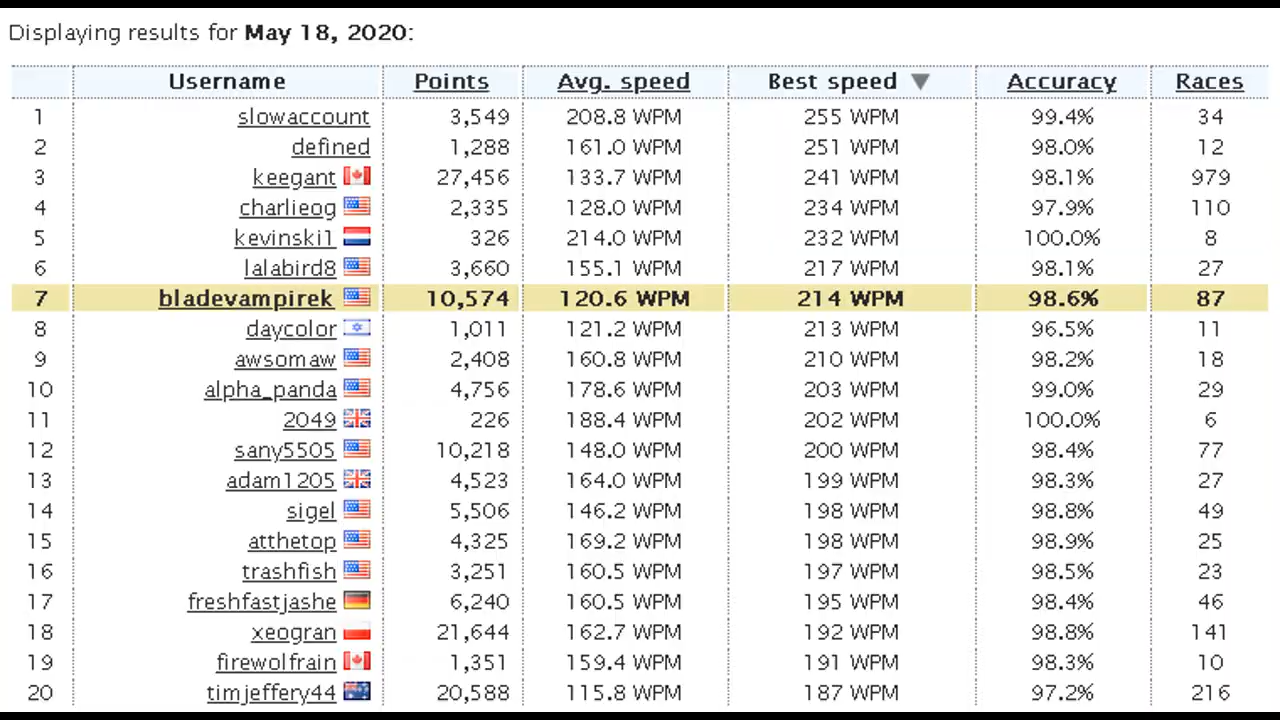 Displaying results for May 18, 2020:
Username Points Avg. speed Best speed ▼ Accuracy Races
1 slowaccount 3,549 208.8 WPM 255 WPM 99.4% 34
2 defined 1,288 161.0 WPM 251 WPM 98.0% 12
3 keegant 27,456 133.7 WPM 241 WPM 98.1% 979
4 charlieog 2,335 128.0 WPM 234 WPM 97.9% 110
5 kevinski1 326 214.0 WPM 232 WPM 100.0% 8
6 lalabird8 3,660 155.1 WPM 217 WPM 98.1% 27
7 bladevampirek 10,574 120.6 WPM 214 WPM 98.6% 87
8 daycolor 1,011 121.2 WPM 213 WPM 96.5% 11
9 awsomaw 2,408 160.8 WPM 210 WPM 98.2% 18
10 alpha_panda 4,756 178.6 WPM 203 WPM 99.0% 29
11 2049 226 188.4 WPM 202 WPM 100.0% 6
12 sany5505 10,218 148.0 WPM 200 WPM 98.4% 77
13 adam1205 4,523 164.0 WPM 199 WPM 98.3% 27
14 sigel 5,506 146.2 WPM 198 WPM 98.8% 49
15 atthetop 4,325 169.2 WPM 198 WPM 98.9% 25
16 trashfish 3,251 160.5 WPM 197 WPM 98.5% 23
17 freshfastjashe 6,240 160.5 WPM 195 WPM 98.4% 46
18 xeogran 21,644 162.7 WPM 192 WPM 98.8% 141
19 firewolfrain 1,351 159.4 WPM 191 WPM 98.3% 10
20 timjeffery44 20,588 115.8 WPM 187 WPM 97.2% 216